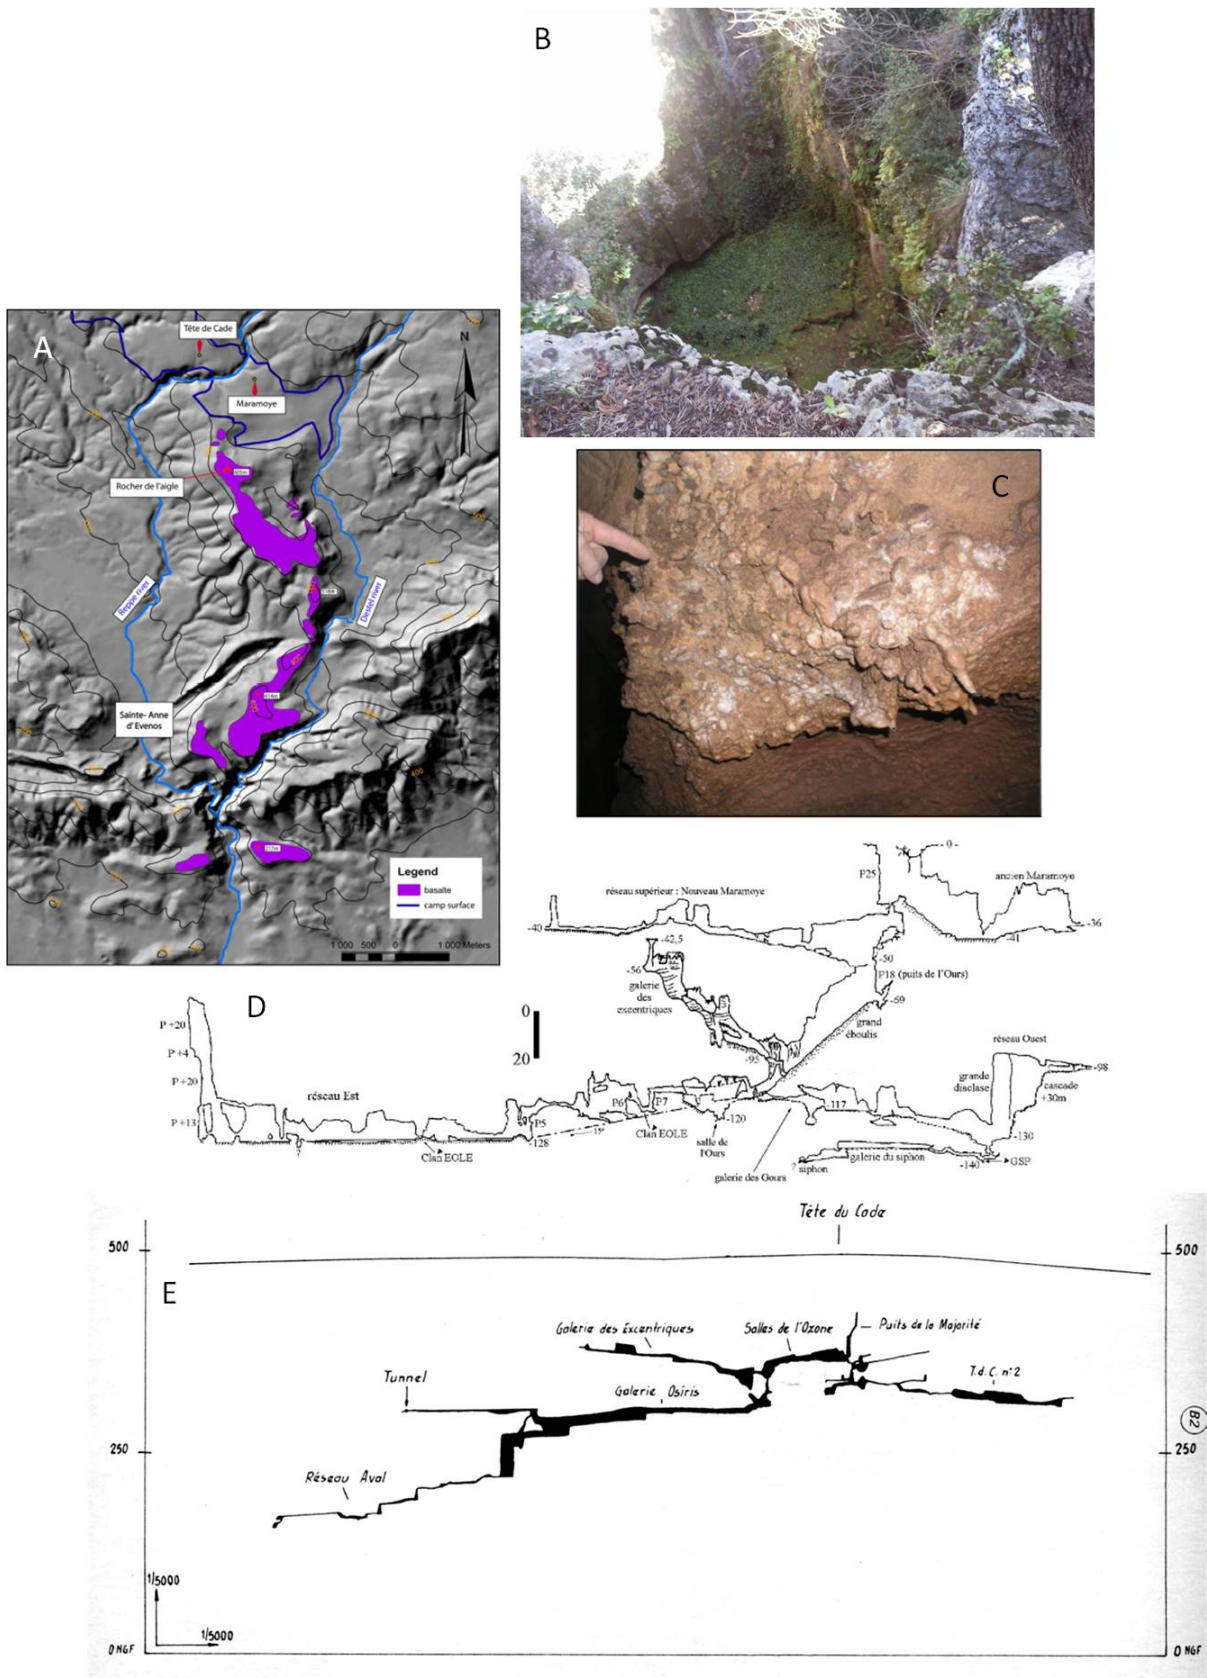 B
A
Tête de Cade
N
Maramoye
Rocher de l'aigle
Reppe river
Destel river
Sainte-Anne
d'Evenos
400
Legend
basalte
camp surface
1 000 500 0 1 000 Meters
C
D
- 0 -
P25
réseau supérieur : Nouveau Maramoye
ancien Maramoye
-40
-41
-36
-42,5
-56
galerie
des
excentriques
-50
P18 (puits de l'Ours)
-69
grand
éboulis
0
20
-95
P +20
P +4
P +20
P +13
réseau Est
P5
P6
P7
-128
15
Clan EOLE
Clan EOLE
-120
salle de
l'Ours
galerie des Gours
-117
réseau Ouest
grande
disclase
-98
cascade
+30m
-130
? siphon
galerie du siphon
-140
GSP
E
Tête du Cade
500
500
Galerie des Excentriques
Salles de l'Ozone
Puits de la Majorité
Tunnel
Galerie Osiris
T.d.C. n°2
B2
250
250
Réseau Aval
1/5000
1/5000
0 NGF
0 NGF